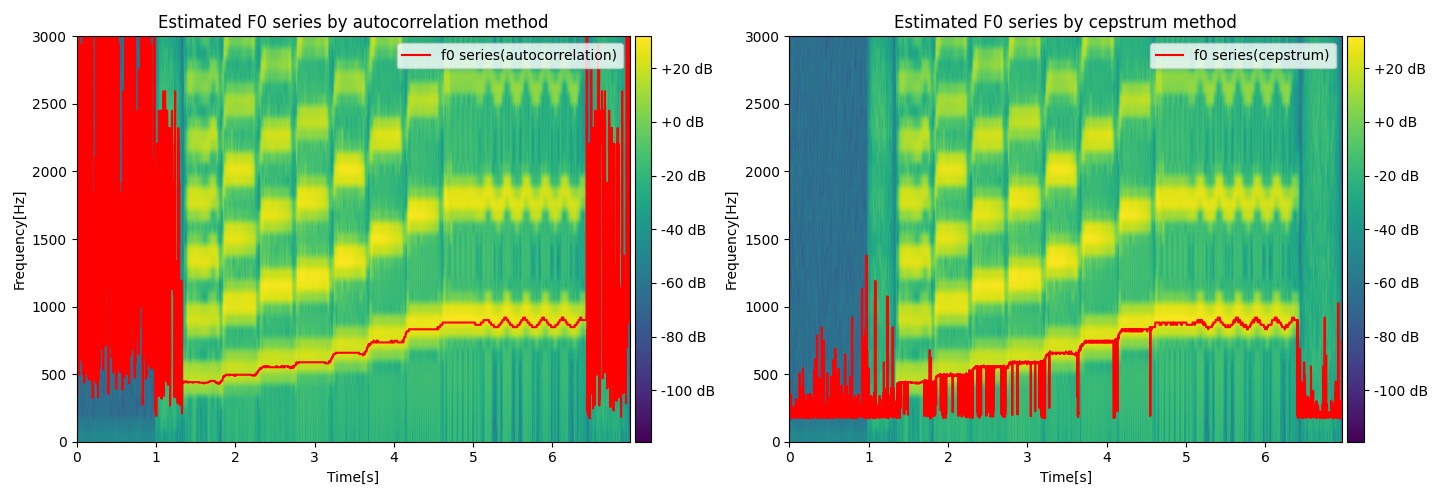 Estimated F0 series by autocorrelation method
f0 series(autocorrelation)
3000
2500
2000
1500
1000
500
0
Frequency[Hz]
0 1 2 3 4 5 6
Time[s]
+20 dB
+0 dB
-20 dB
-40 dB
-60 dB
-80 dB
-100 dB
Estimated F0 series by cepstrum method
f0 series(cepstrum)
3000
2500
2000
1500
1000
500
0
Frequency[Hz]
0 1 2 3 4 5 6
Time[s]
+20 dB
+0 dB
-20 dB
-40 dB
-60 dB
-80 dB
-100 dB